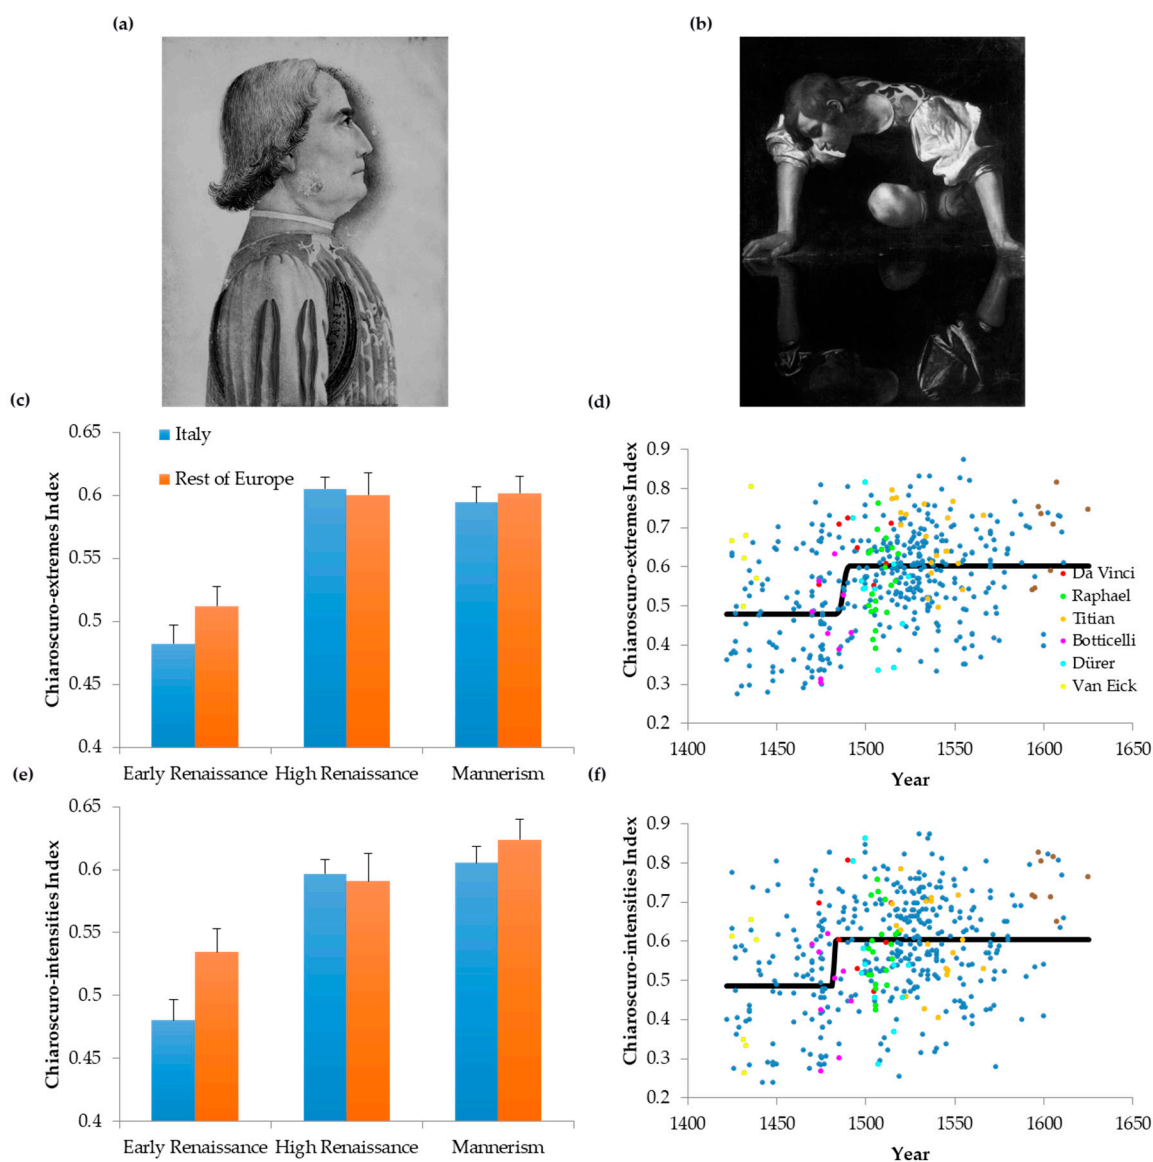 (a)
(b)
(c)
Chiaroscuro-extremes Index
0.65
0.6
0.55
0.5
0.45
0.4
Italy
Rest of Europe
Early Renaissance High Renaissance Mannerism
(d)
Chiaroscuro-extremes Index
0.9
0.8
0.7
0.6
0.5
0.4
0.3
0.2
Da Vinci
Raphael
Titian
Botticelli
Dürer
Van Eick
1400 1450 1500 1550 1600 1650
Year
(e)
Chiaroscuro-intensities Index
0.65
0.6
0.55
0.5
0.45
0.4
Early Renaissance High Renaissance Mannerism
(f)
Chiaroscuro-intensities Index
0.9
0.8
0.7
0.6
0.5
0.4
0.3
0.2
1400 1450 1500 1550 1600 1650
Year